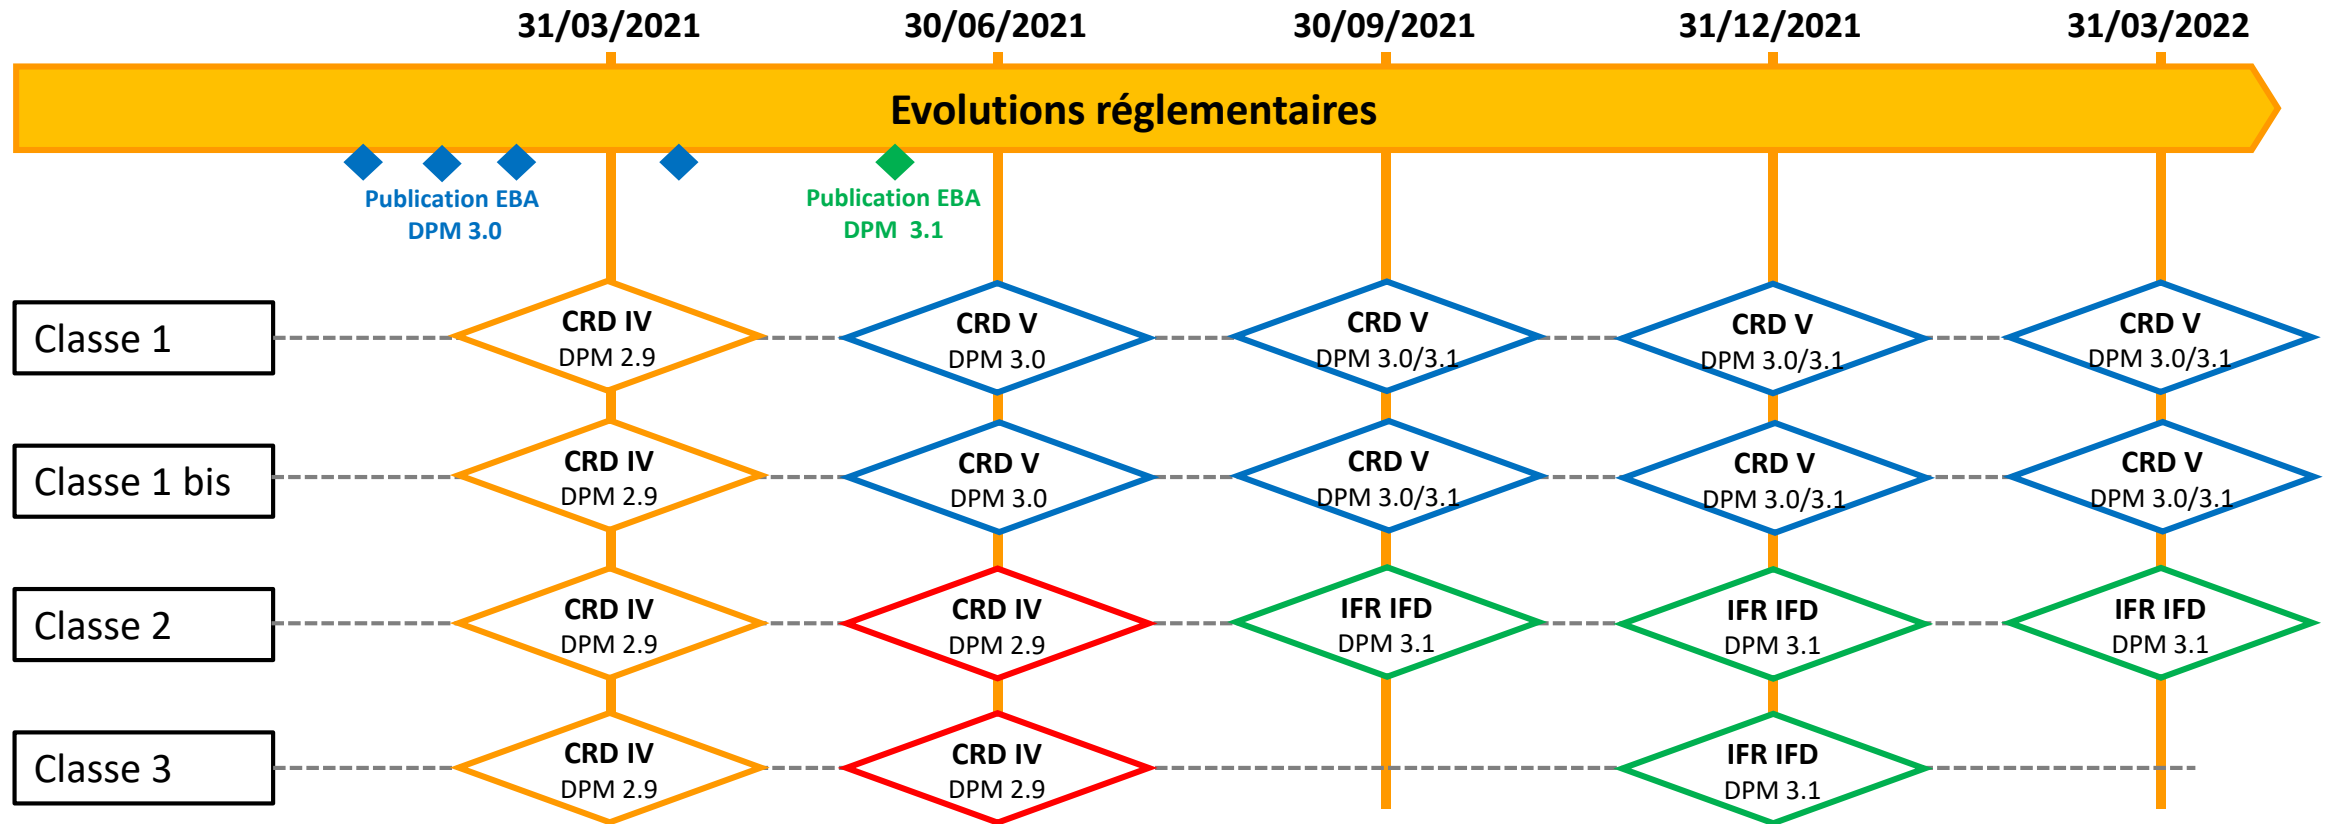 31/03/2021 30/06/2021 30/09/2021 31/12/2021 31/03/2022
Evolutions réglementaires
Publication EBA
DPM 3.0
Publication EBA
DPM 3.1
Classe 1
CRD IV
DPM 2.9
CRD V
DPM 3.0
CRD V
DPM 3.0/3.1
CRD V
DPM 3.0/3.1
CRD V
DPM 3.0/3.1
Classe 1 bis
CRD IV
DPM 2.9
CRD V
DPM 3.0
CRD V
DPM 3.0/3.1
CRD V
DPM 3.0/3.1
CRD V
DPM 3.0/3.1
Classe 2
CRD IV
DPM 2.9
CRD IV
DPM 2.9
IFR IFD
DPM 3.1
IFR IFD
DPM 3.1
IFR IFD
DPM 3.1
Classe 3
CRD IV
DPM 2.9
CRD IV
DPM 2.9
IFR IFD
DPM 3.1